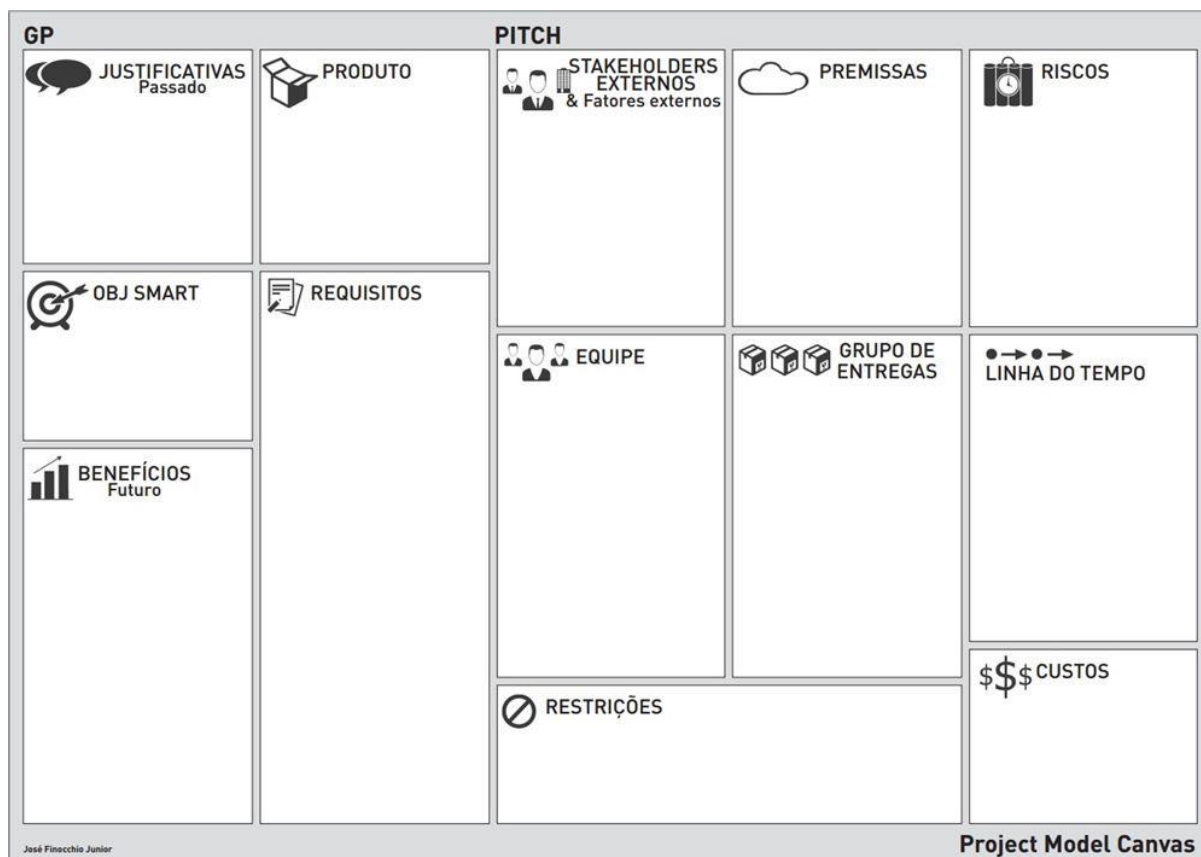 GP
PITCH
JUSTIFICATIVAS
Passado
PRODUTO
STAKEHOLDERS
EXTERNOS
& Fatores externos
PREMISSAS
RISCOS
OBJ SMART
REQUISITOS
EQUIPE
GRUPO DE
ENTREGAS
LINHA DO TEMPO
BENEFÍCIOS
Futuro
RESTRIÇÕES
$$$ CUSTOS
José Finocchio Junior
Project Model Canvas